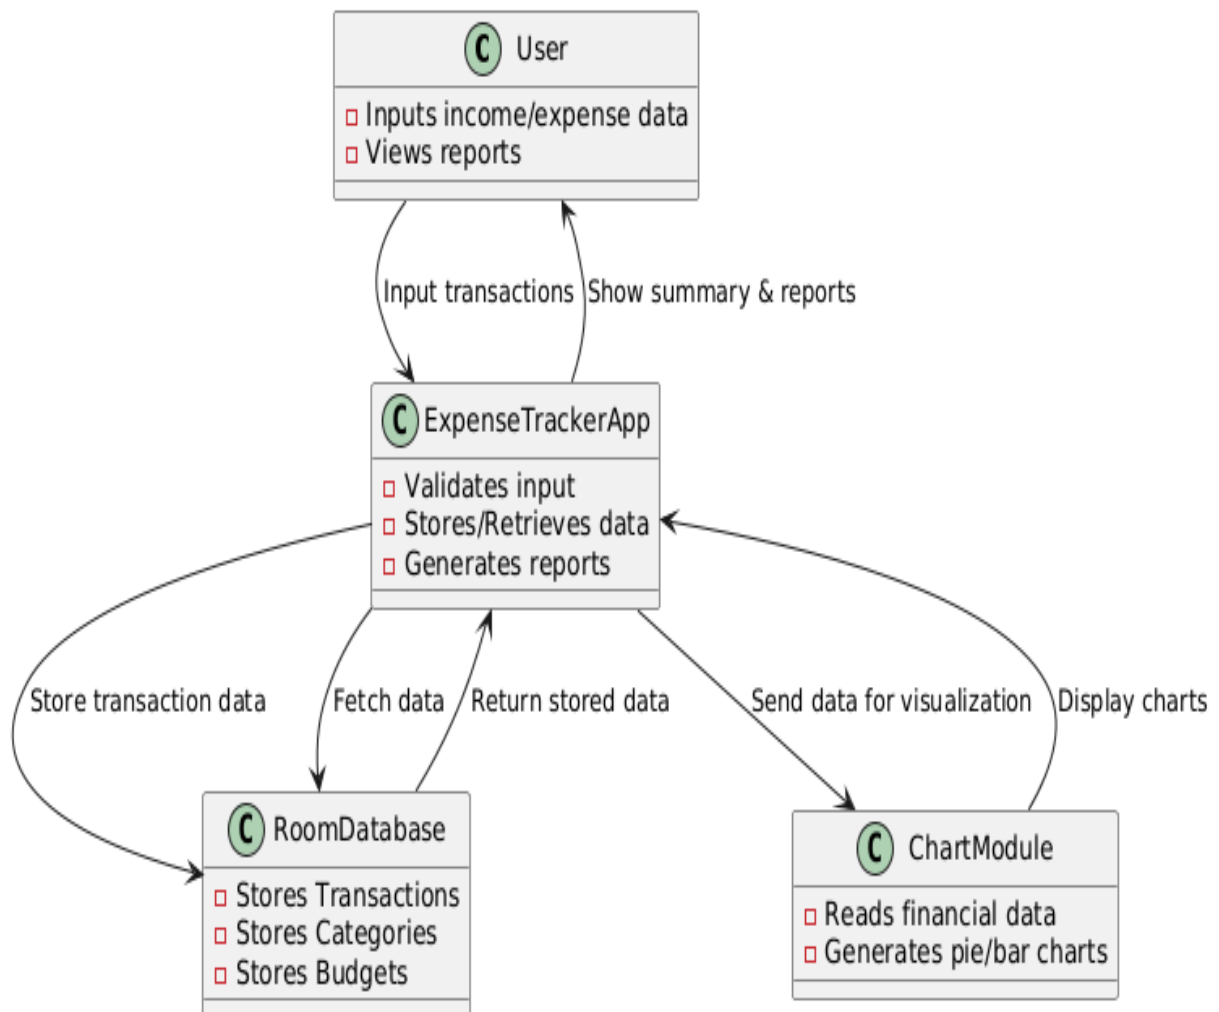 C User
Inputs income/expense data
Views reports
Input transactions
Show summary & reports
C ExpenseTrackerApp
Validates input
Stores/Retrieves data
Generates reports
Store transaction data
Fetch data
Return stored data
Send data for visualization
Display charts
C RoomDatabase
Stores Transactions
Stores Categories
Stores Budgets
C ChartModule
Reads financial data
Generates pie/bar charts